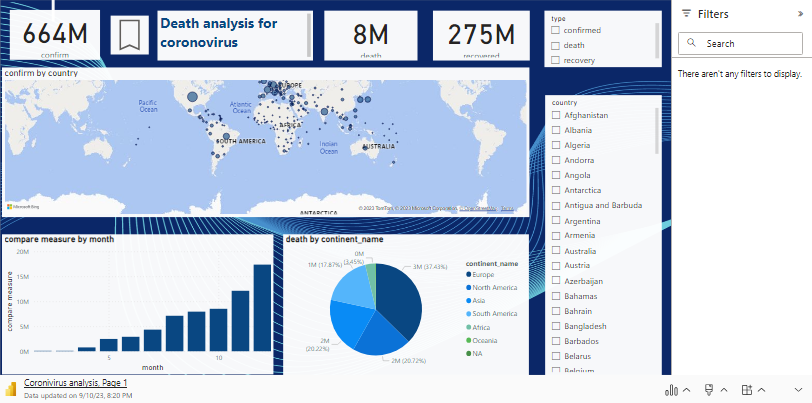 664M
confirm
Death analysis for
coronovirus
8M
death
275M
recovered
type
confirmed
death
recovery
Filters
Search
There aren't any filters to display.
confirm by country
Pacific
Ocean
Atlantic
Ocean
EUROPE
AFRICA
SOUTH AMERICA
Indian
Ocean
AUSTRALIA
ANTARCTICA
Microsoft Bing
© 2023 TomTom, © 2023 Microsoft Corporation, © OpenStreetMap Terms
country
Afghanistan
Albania
Algeria
Andorra
Angola
Antarctica
Antigua and Barbuda
Argentina
Armenia
Australia
Austria
Azerbaijan
Bahamas
Bahrain
Bangladesh
Barbados
Belarus
Belgium
compare measure by month
compare measure
20M
15M
10M
5M
0M
5
10
month
death by continent_name
0M
(3.45%)
1M (17.87%)
3M (37.43%)
2M
(20.22%)
2M (20.72%)
continent_name
Europe
North America
Asia
South America
Africa
Oceania
NA
Coronivirus analysis, Page 1
Data updated on 9/10/23, 8:20 PM